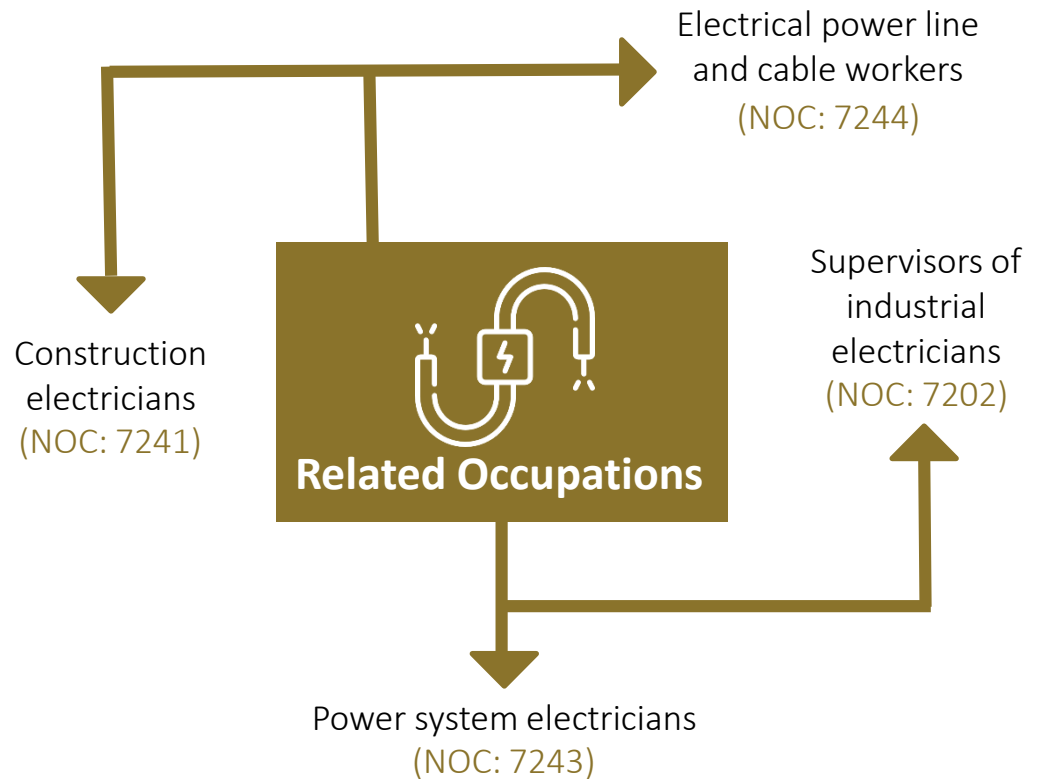 Electrical power line
and cable workers
(NOC: 7244)
Supervisors of
industrial
electricians
(NOC: 7202)
Construction
electricians
(NOC: 7241)
Related Occupations
Power system electricians
(NOC: 7243)